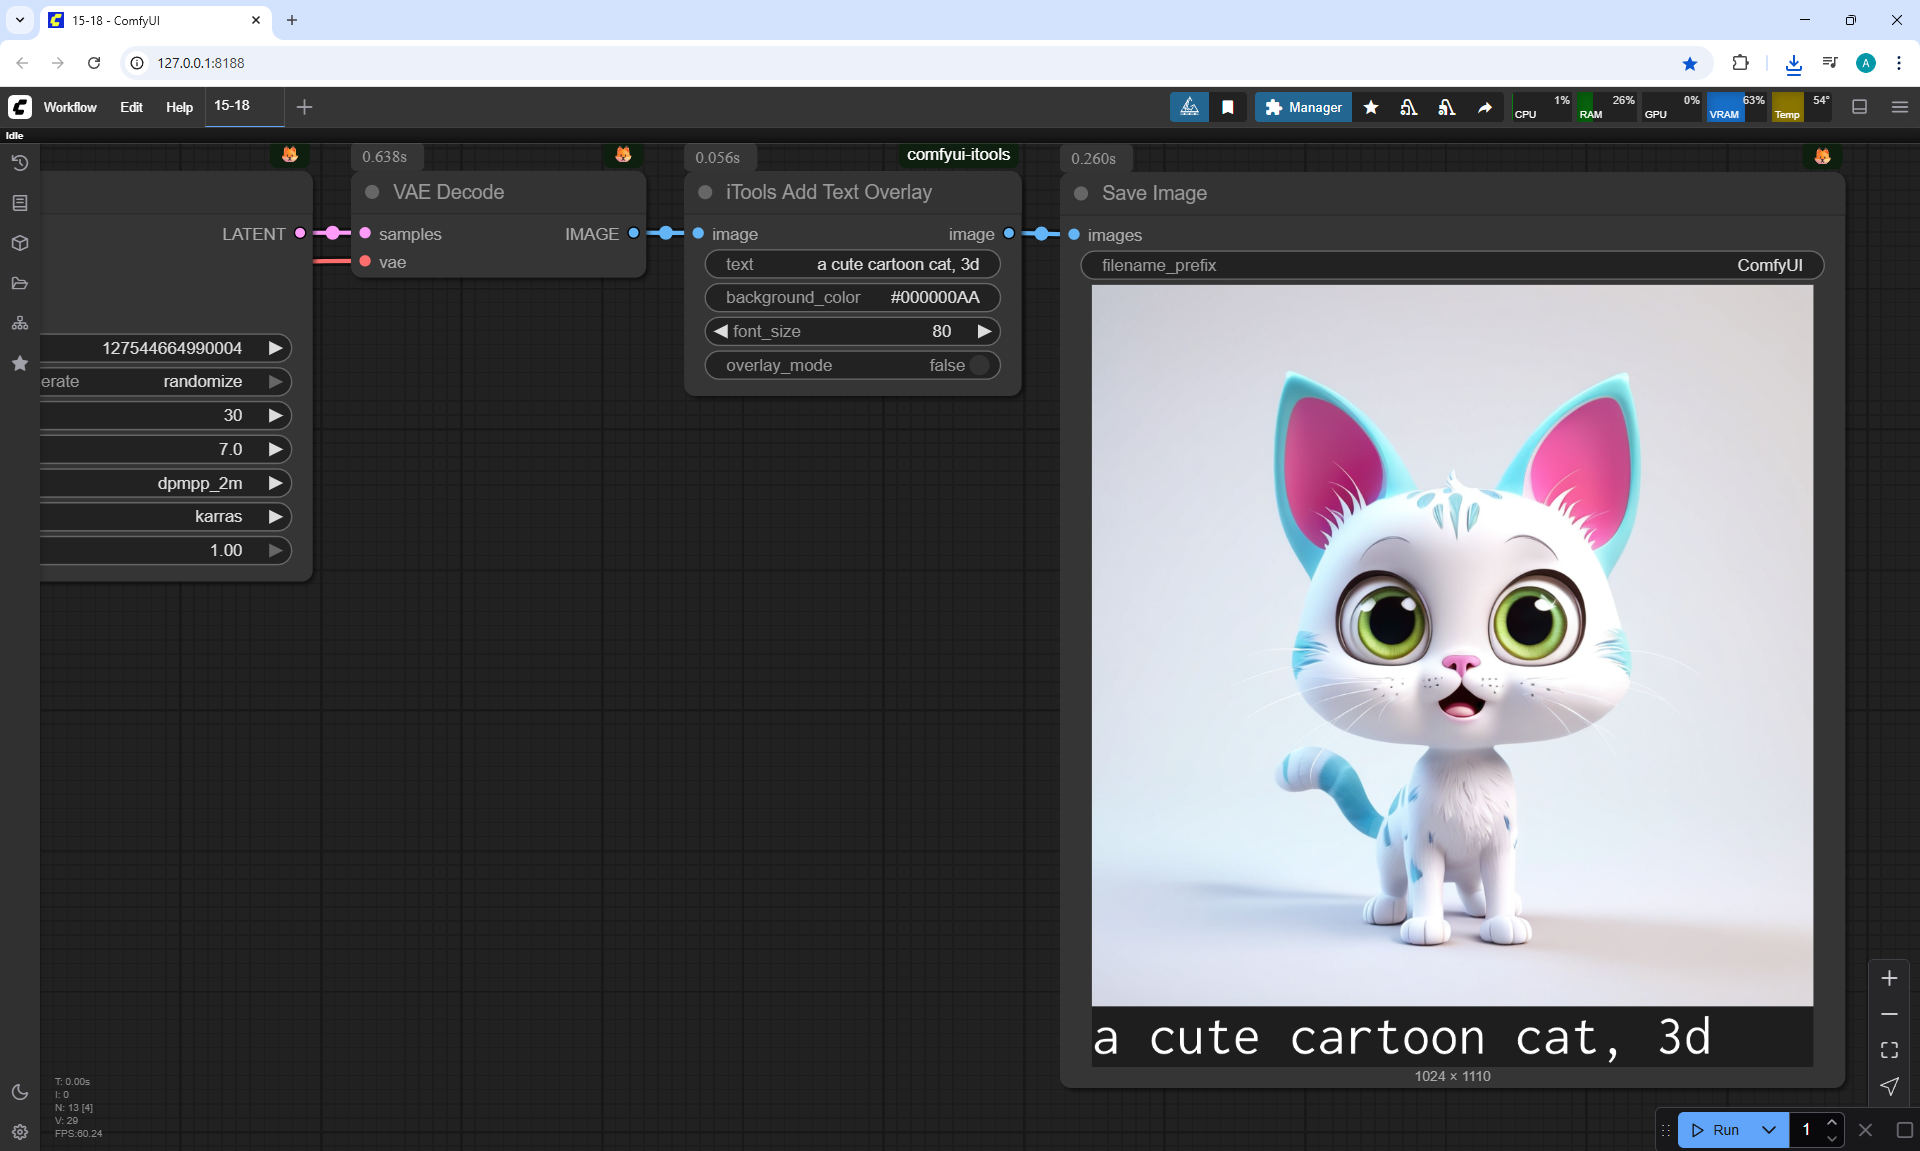 15-18 - ComfyUI
127.0.0.1:8188
A
Workflow Edit Help 15-18
Manager
CPU 1% RAM 26% GPU 0% VRAM 63% Temp 54°
Idle
0.638s 0.056s comfyui-itools 0.260s
VAE Decode iTools Add Text Overlay Save Image
LATENT samples IMAGE image image images
vae
text a cute cartoon cat, 3d
filename_prefix ComfyUI
background_color #000000AA
font_size 80
overlay_mode false
127544664990004
erate randomize
30
7.0
dpmpp_2m
karras
1.00
a cute cartoon cat, 3d
1024 × 1110
T: 0.00s
I: 0
N: 13 [4]
V: 29
FPS:60.24
Run 1